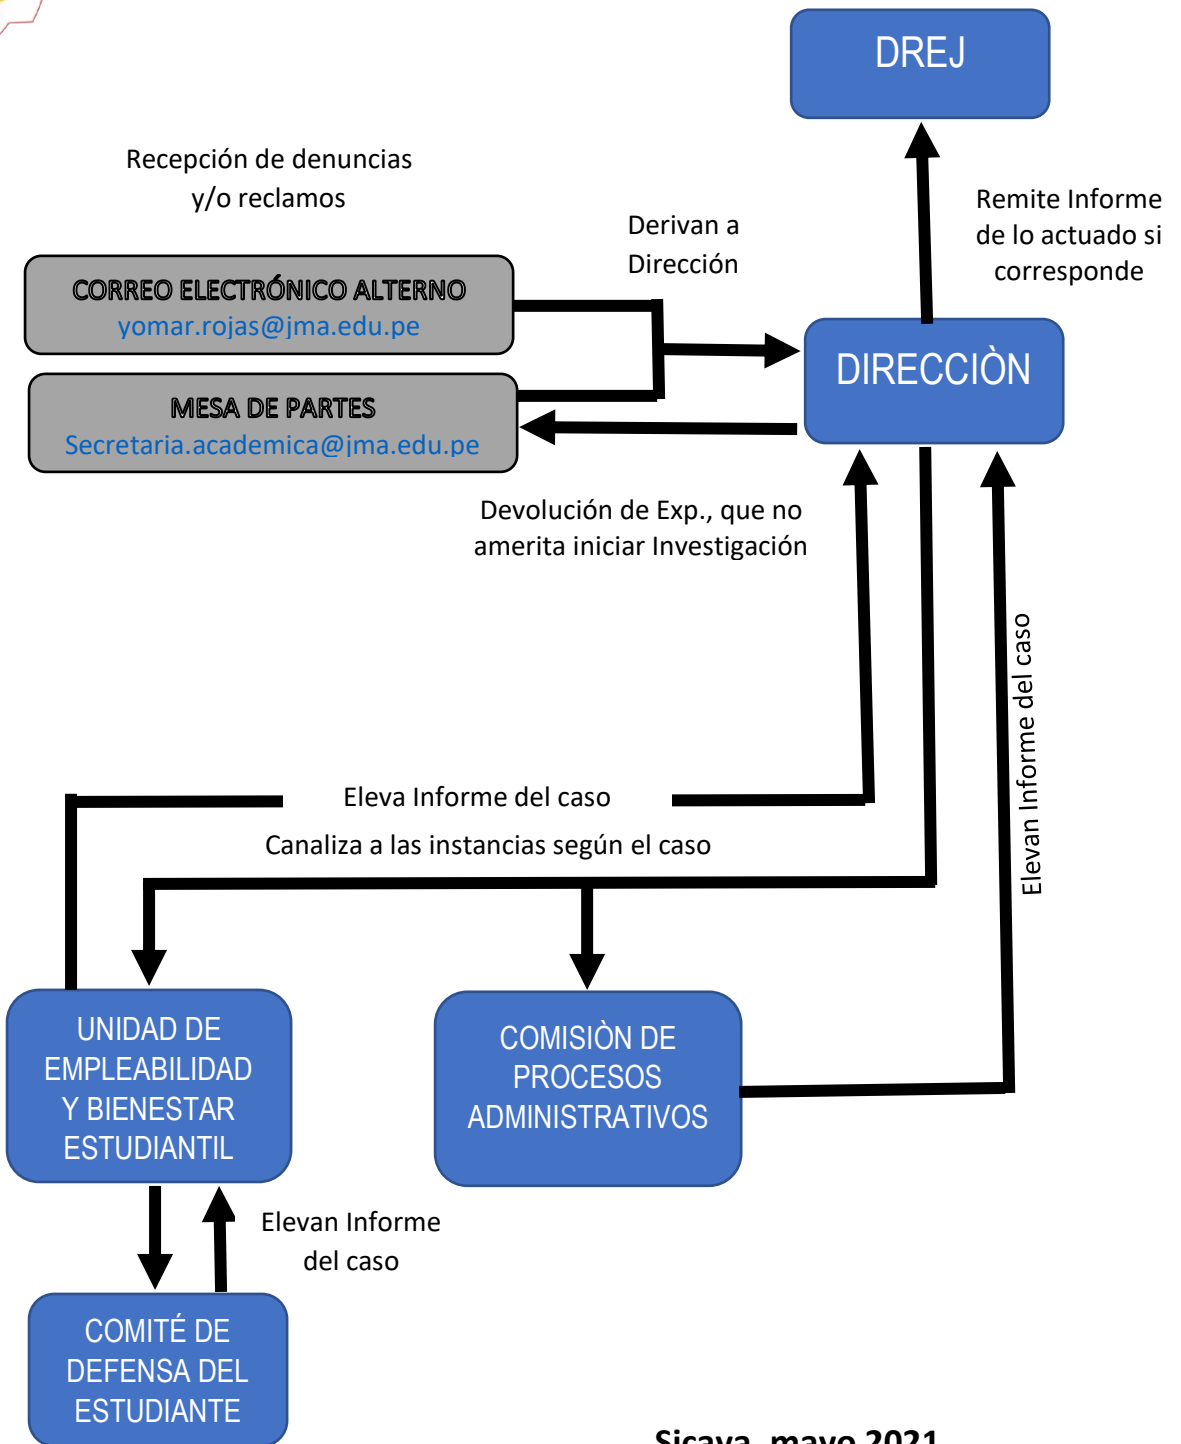 DREJ
Recepción de denuncias
y/o reclamos
Derivan a
Dirección
Remite Informe
de lo actuado si
corresponde
CORREO ELECTRÓNICO ALTERNO
yomar.rojas@jma.edu.pe
MESA DE PARTES
Secretaria.academica@jma.edu.pe
DIRECCIÒN
Devolución de Exp., que no
amerita iniciar Investigación
Elevan Informe del caso
Eleva Informe del caso
Canaliza a las instancias según el caso
UNIDAD DE
EMPLEABILIDAD
Y BIENESTAR
ESTUDIANTIL
COMISIÒN DE
PROCESOS
ADMINISTRATIVOS
Elevan Informe
del caso
COMITÉ DE
DEFENSA DEL
ESTUDIANTE
Sicaya, mayo 2021